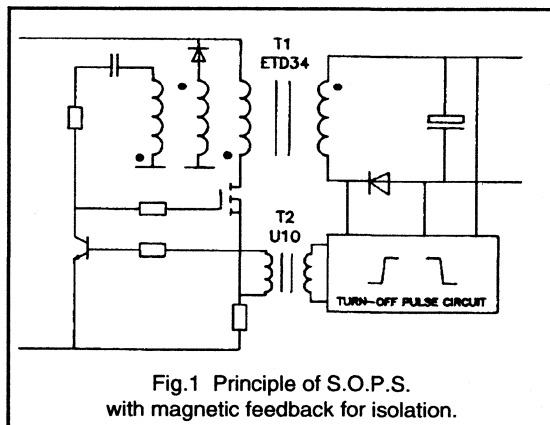 T1
ETD34
T2
U10
TURN-OFF PULSE CIRCUIT
Fig.1 Principle of S.O.P.S.
with magnetic feedback for isolation.